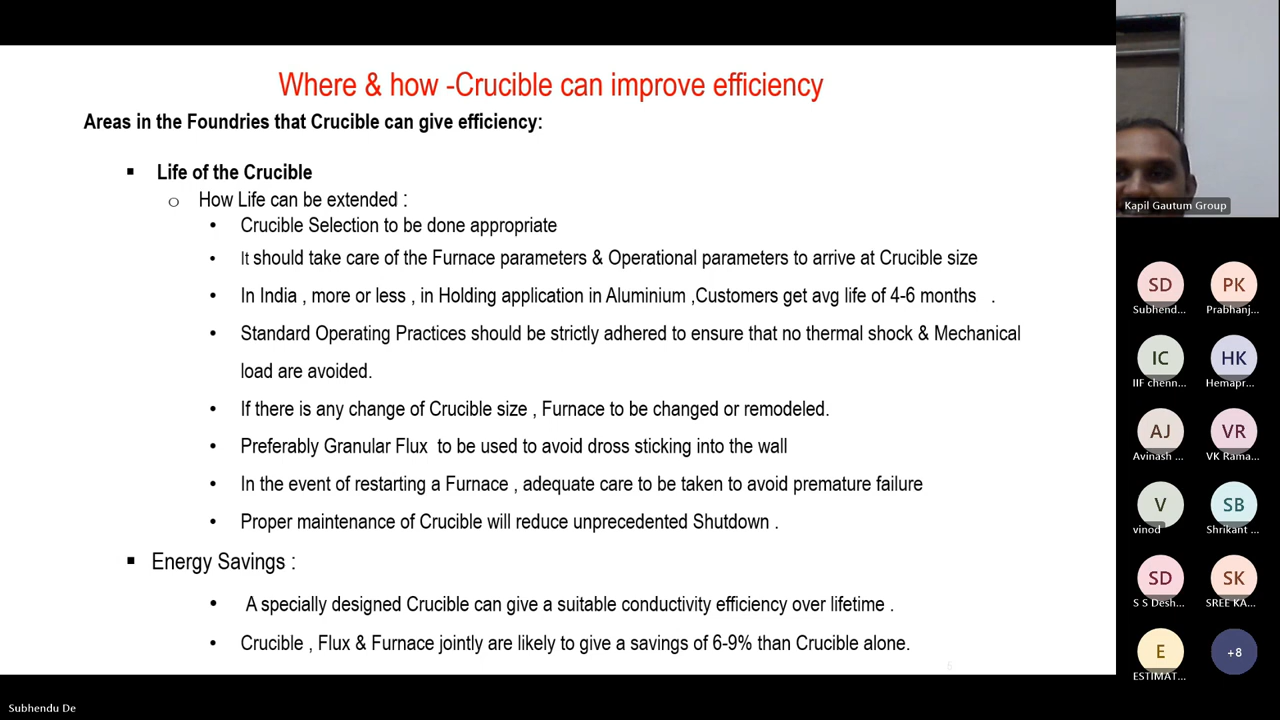 Where & how -Crucible can improve efficiency
Areas in the Foundries that Crucible can give efficiency:
Life of the Crucible
How Life can be extended :
Crucible Selection to be done appropriate
It should take care of the Furnace parameters & Operational parameters to arrive at Crucible size
In India , more or less , in Holding application in Aluminium ,Customers get avg life of 4-6 months .
Standard Operating Practices should be strictly adhered to ensure that no thermal shock & Mechanical
load are avoided.
If there is any change of Crucible size , Furnace to be changed or remodeled.
Preferably Granular Flux to be used to avoid dross sticking into the wall
In the event of restarting a Furnace , adequate care to be taken to avoid premature failure
Proper maintenance of Crucible will reduce unprecedented Shutdown .
Energy Savings :
A specially designed Crucible can give a suitable conductivity efficiency over lifetime .
Crucible , Flux & Furnace jointly are likely to give a savings of 6-9% than Crucible alone.
6
Kapil Gautum Group
SD PK
Subhend... Prabhanj...
IC HK
IIF chenn... Hemapr...
AJ VR
Avinash ... VK Rama...
V SB
vinod Shrikant ...
SD SK
S S Desh... SREE KA...
E +8
ESTIMAT...
Subhendu De